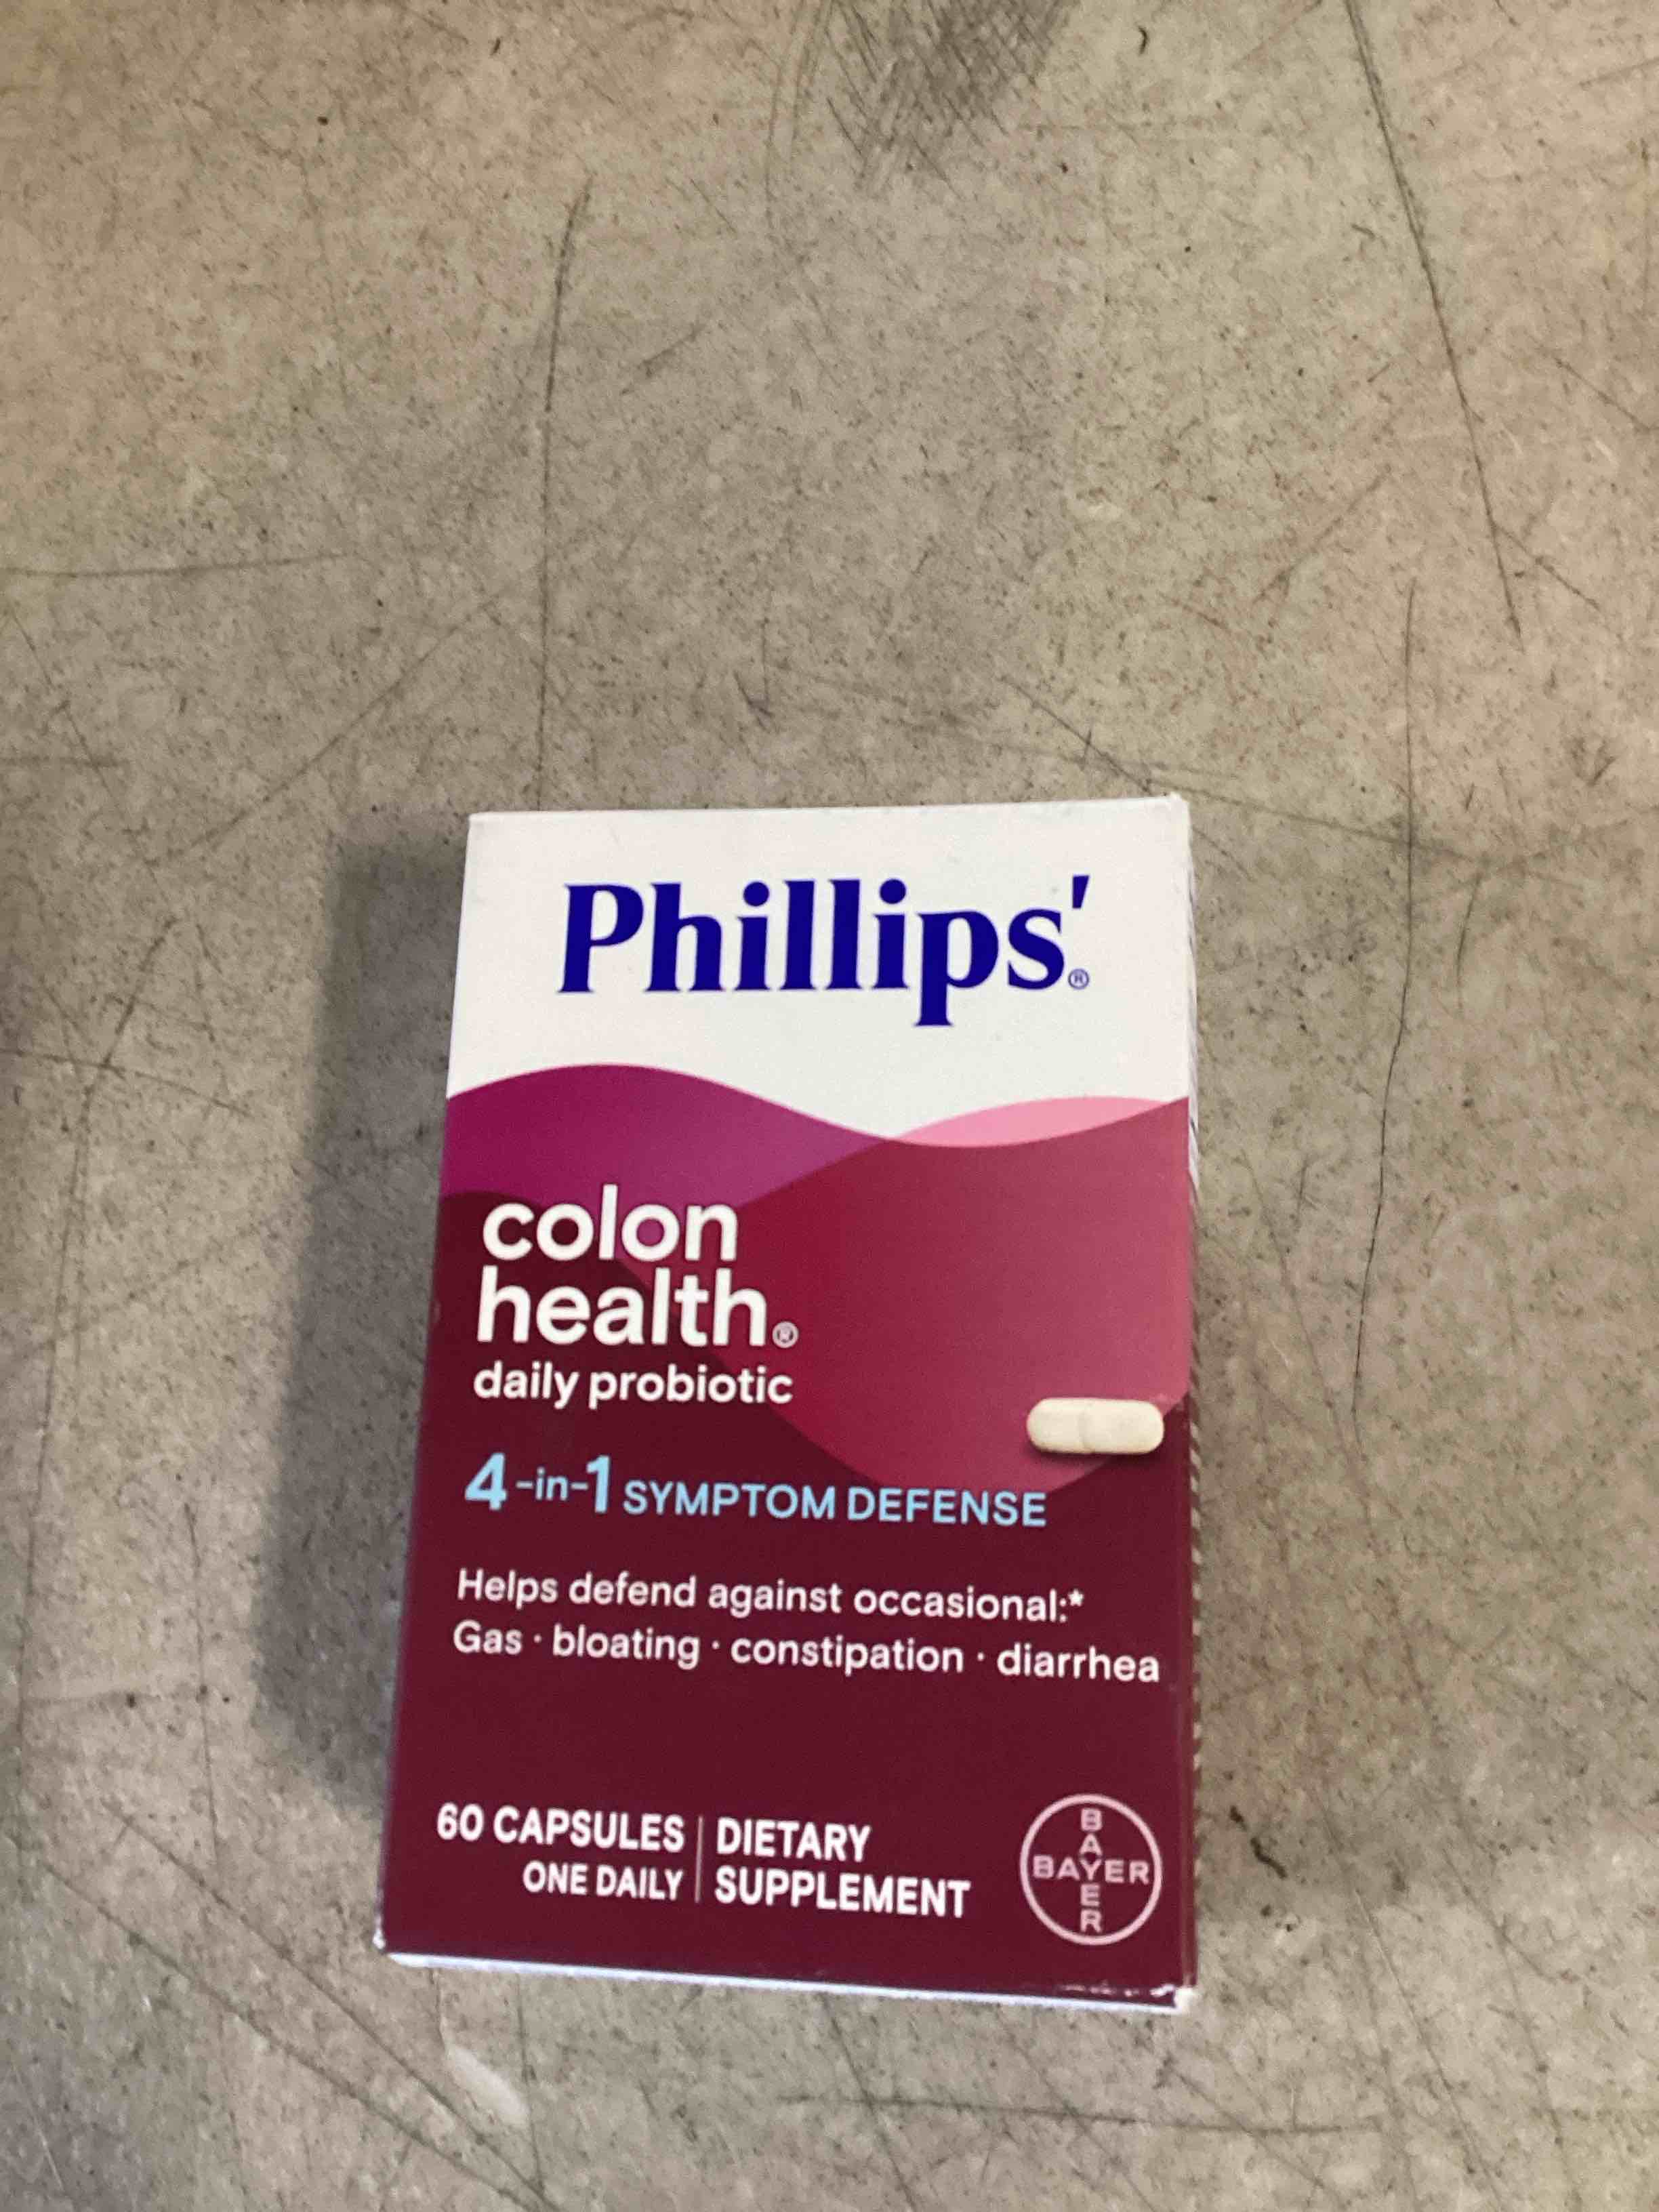 Phillips'®
colon
health®
daily probiotic
4-in-1 SYMPTOM DEFENSE
Helps defend against occasional:*
Gas · bloating · constipation · diarrhea
60 CAPSULES | DIETARY
ONE DAILY | SUPPLEMENT
BAYER
BAYER